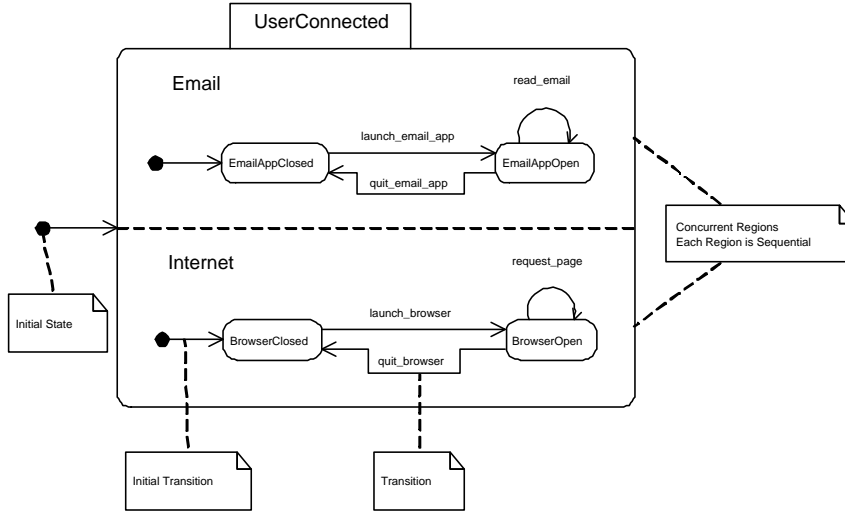 UserConnected
Email
read_email
launch_email_app
EmailAppClosed
EmailAppOpen
quit_email_app
Concurrent Regions
Each Region is Sequential
Internet
request_page
launch_browser
Initial State
BrowserClosed
BrowserOpen
quit_browser
Initial Transition
Transition